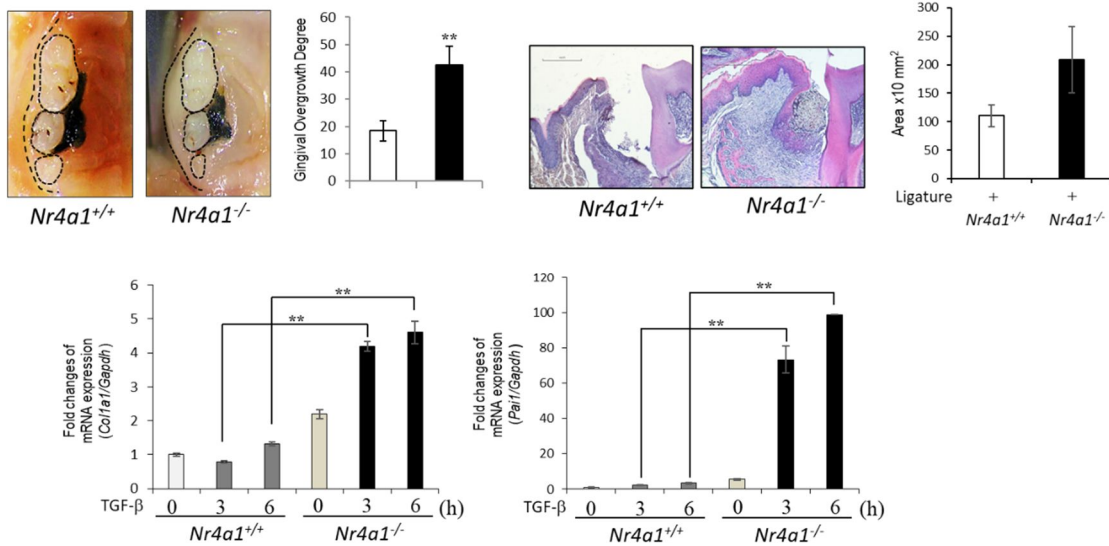 Nr4a1+/+
Nr4a1-/-
Gingival Overgrowth Degree
60
50
40
30
20
10
0
**
Nr4a1+/+
Nr4a1-/-
Area x10 mm²
300
250
200
150
100
50
0
Ligature + +
Nr4a1+/+ Nr4a1-/-
Fold changes of
mRNA expression
(Col1a1/Gapdh)
6
5
4
3
2
1
0
**
**
TGF-β 0 3 6 0 3 6 (h)
Nr4a1+/+ Nr4a1-/-
Fold changes of
mRNA expression
(Pai1/Gapdh)
120
100
80
60
40
20
0
**
**
TGF-β 0 3 6 0 3 6 (h)
Nr4a1+/+ Nr4a1-/-